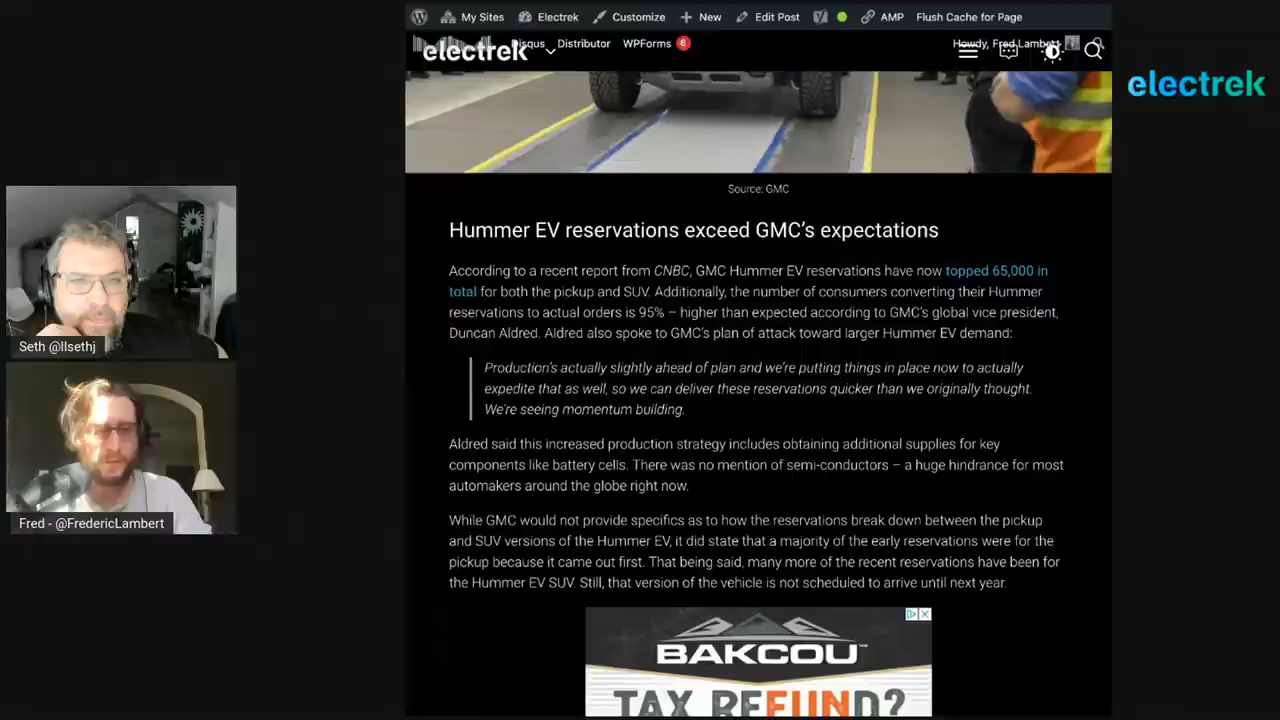 My Sites Electrek Customize New Edit Post AMP Flush Cache for Page
Disqus Distributor WPForms 6 Howdy, Fred Lambert
electrek
electrek
Source: GMC
Hummer EV reservations exceed GMC's expectations
According to a recent report from CNBC, GMC Hummer EV reservations have now topped 65,000 in
total for both the pickup and SUV. Additionally, the number of consumers converting their Hummer
reservations to actual orders is 95% – higher than expected according to GMC's global vice president,
Duncan Aldred. Aldred also spoke to GMC's plan of attack toward larger Hummer EV demand:
Production's actually slightly ahead of plan and we're putting things in place now to actually
expedite that as well, so we can deliver these reservations quicker than we originally thought.
We're seeing momentum building.
Aldred said this increased production strategy includes obtaining additional supplies for key
components like battery cells. There was no mention of semi-conductors – a huge hindrance for most
automakers around the globe right now.
While GMC would not provide specifics as to how the reservations break down between the pickup
and SUV versions of the Hummer EV, it did state that a majority of the early reservations were for the
pickup because it came out first. That being said, many more of the recent reservations have been for
the Hummer EV SUV. Still, that version of the vehicle is not scheduled to arrive until next year.
BAKCOU
TAX REFUND?
Seth @llsethj
Fred - @FredericLambert